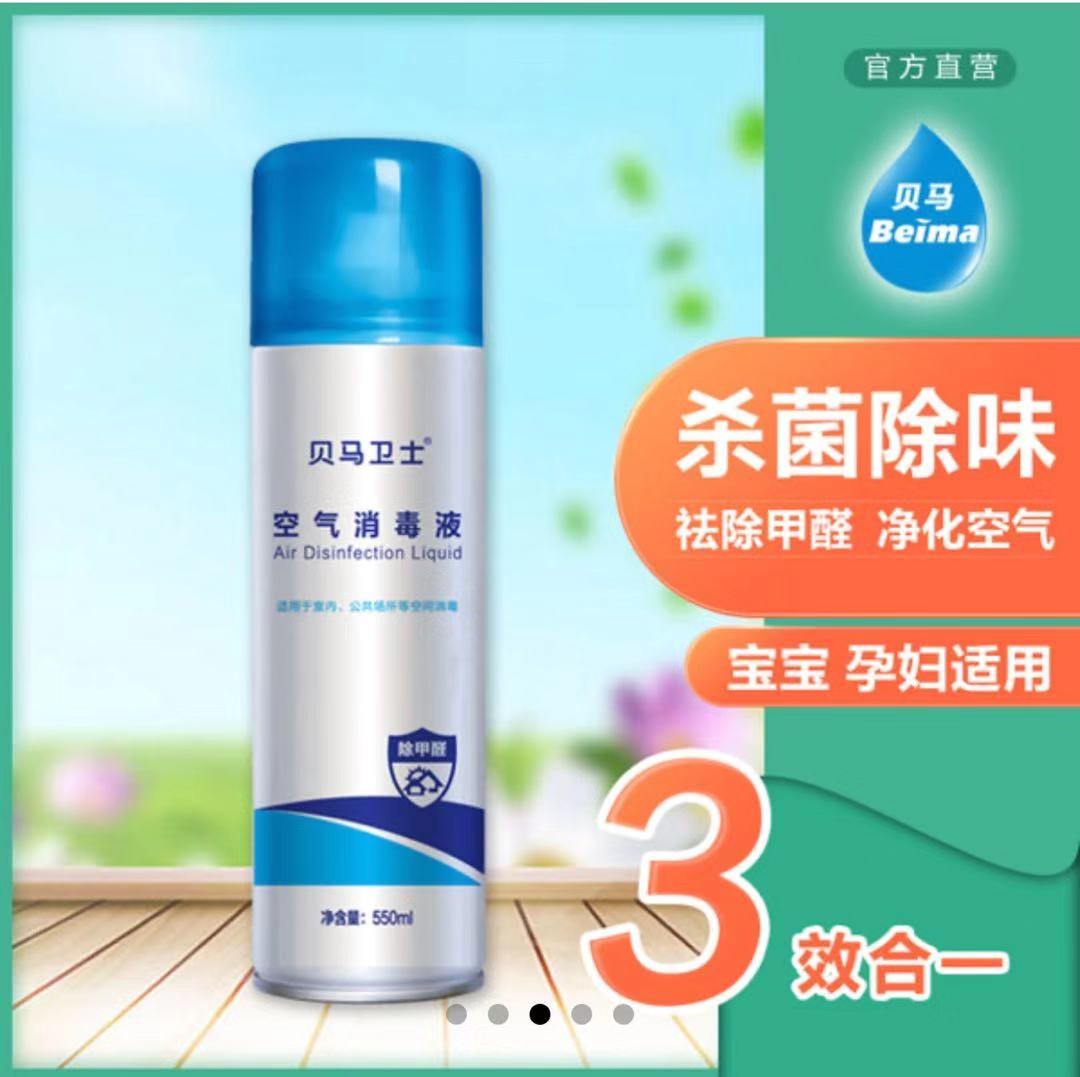 官方直营
贝马
Beima
杀菌除味
祛除甲醛 净化空气
宝宝 孕妇适用
3
效合一
贝马卫士®
空气消毒液
Air Disinfection Liquid
适用于室内、公共场所等空间消毒
除甲醛
净含量：550ml